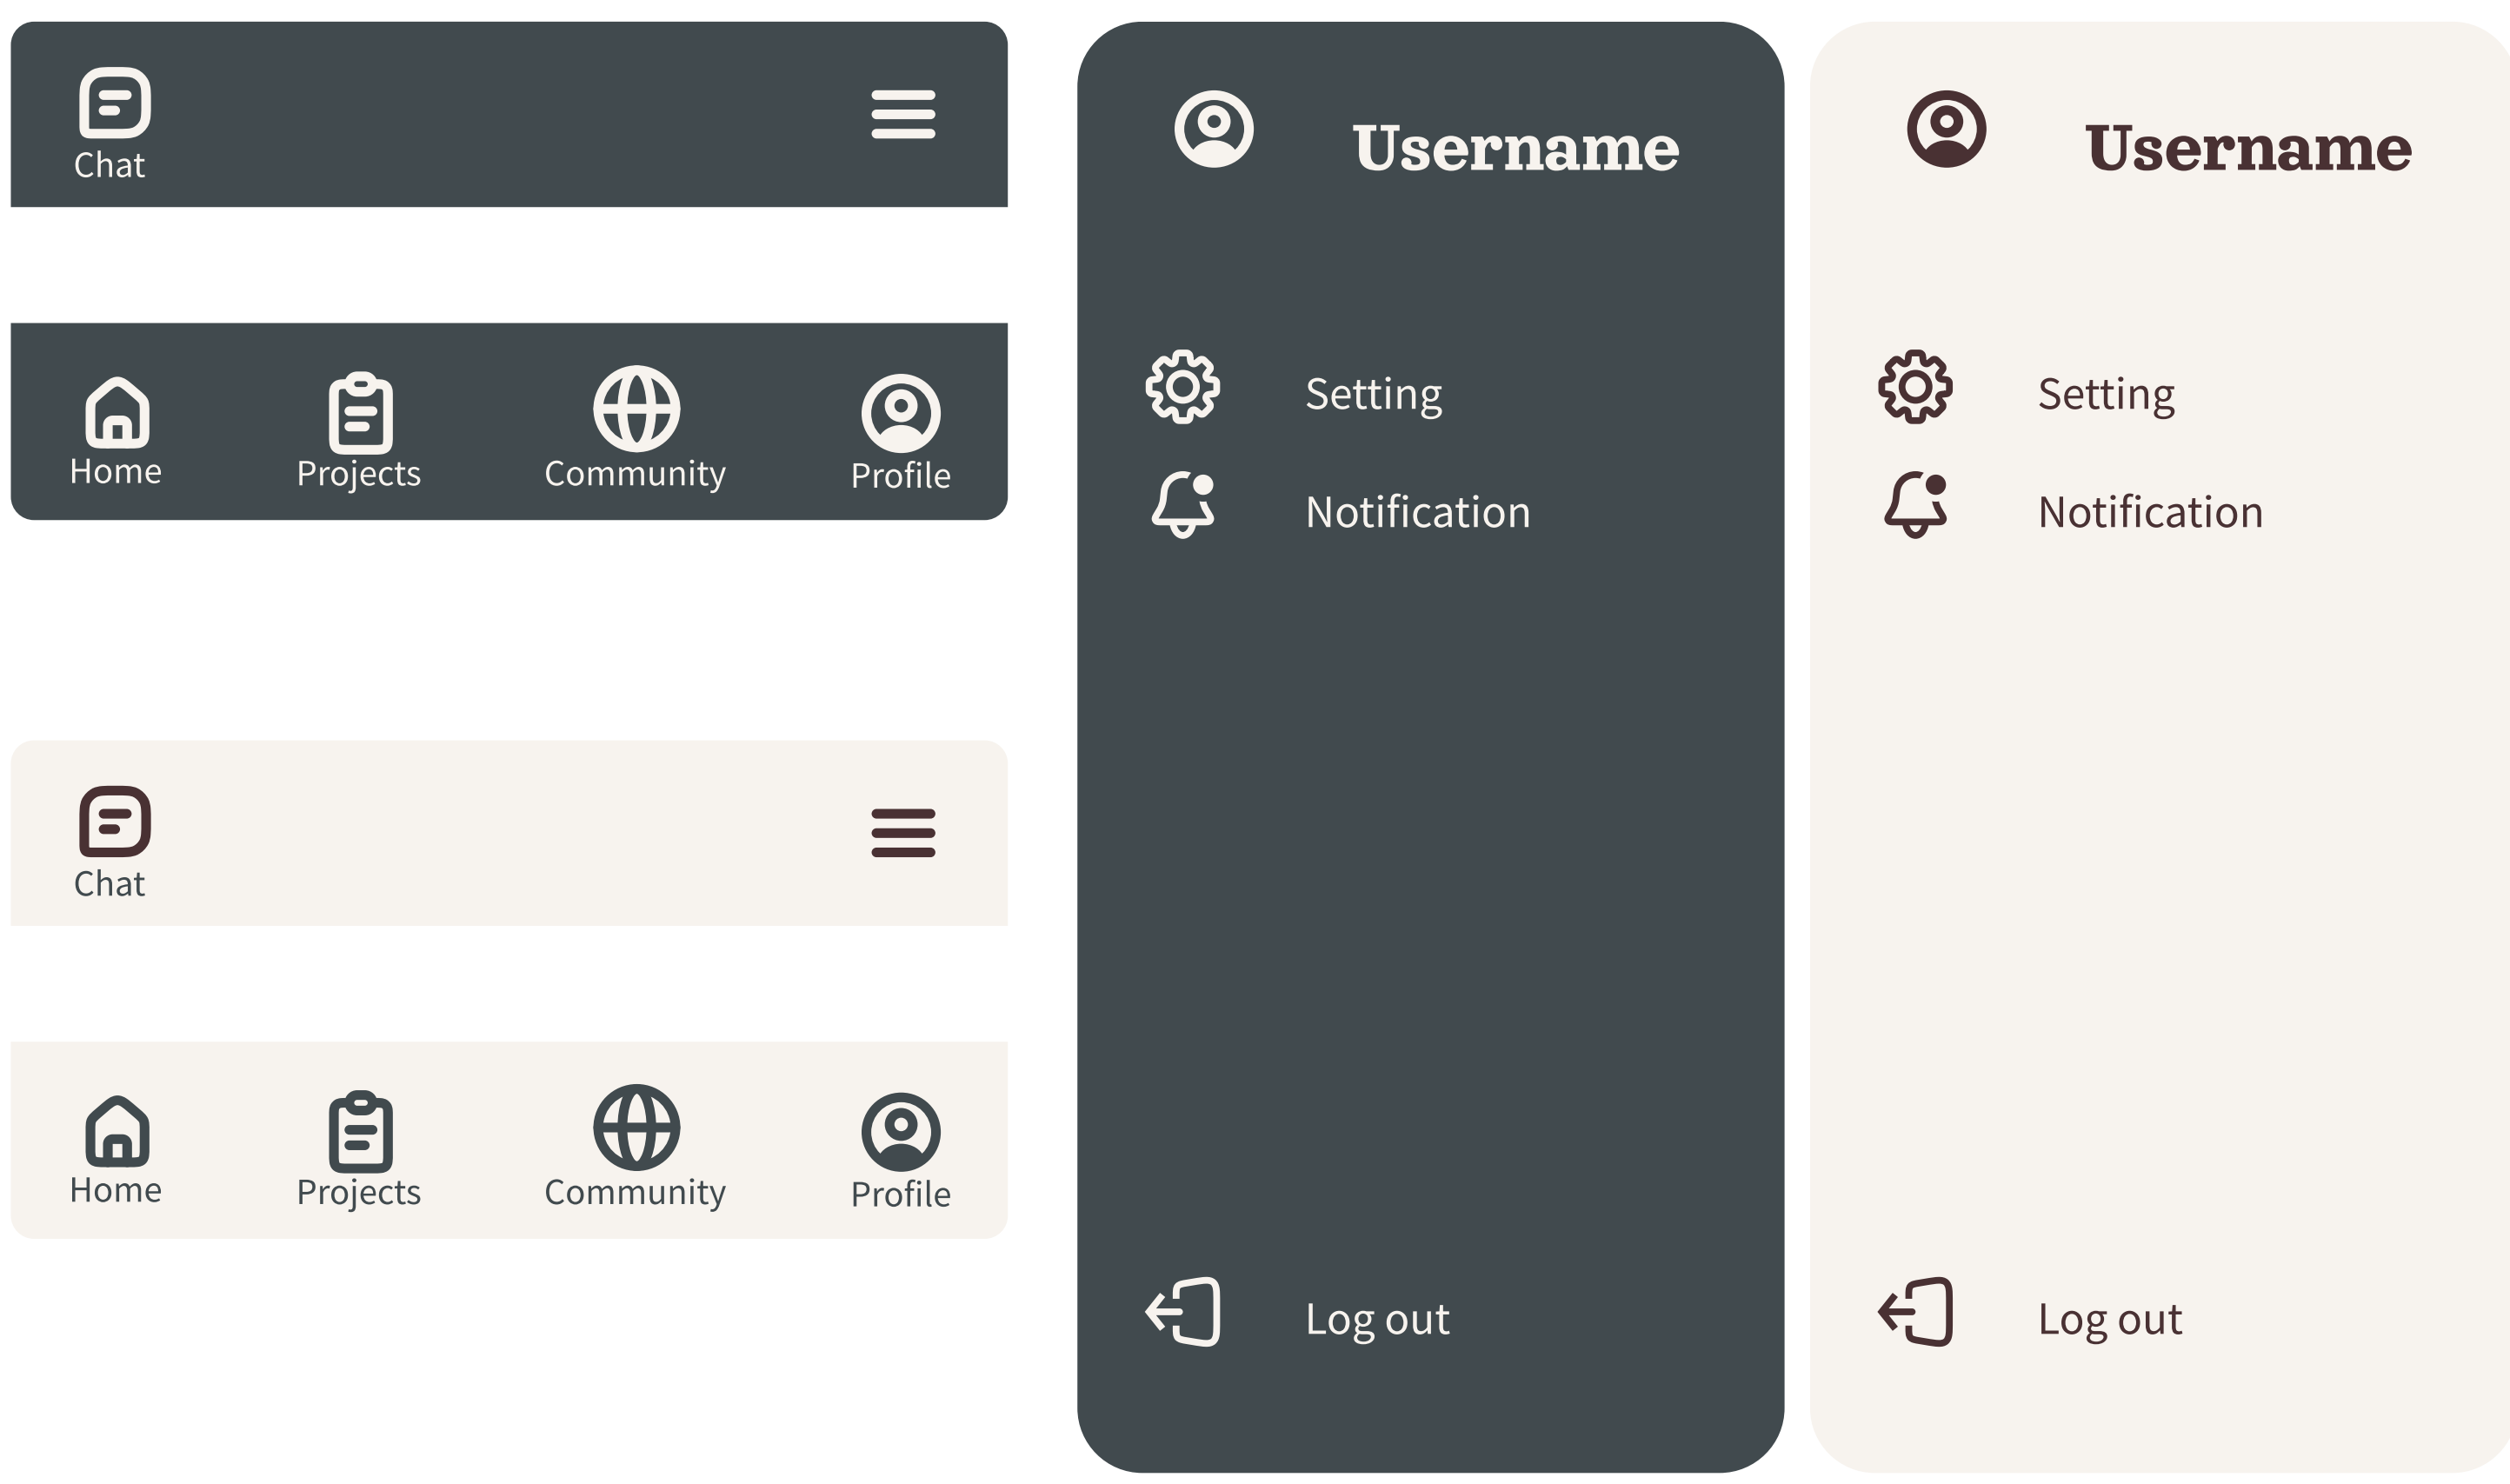 Chat
Home Projects Community Profile
Chat
Home Projects Community Profile
Username
Setting
Notification
Log out
Username
Setting
Notification
Log out